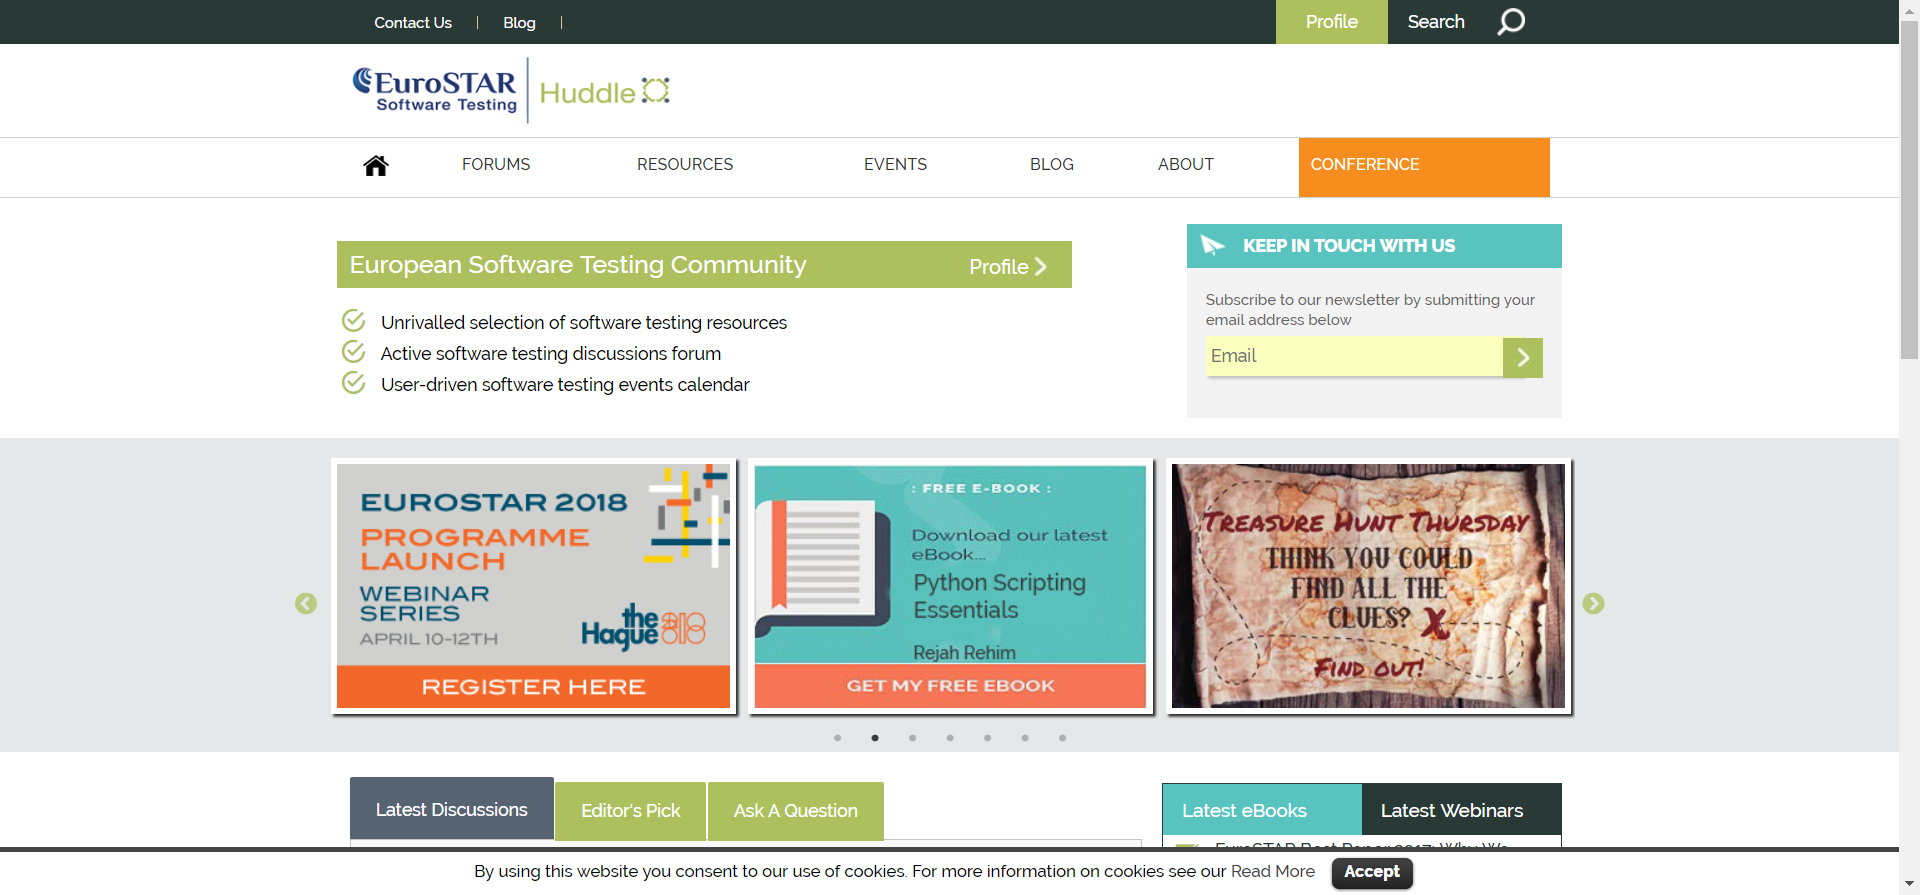 Contact Us | Blog |
Profile
Search
EuroSTAR
Software Testing
Huddle
FORUMS
RESOURCES
EVENTS
BLOG
ABOUT
CONFERENCE
European Software Testing Community
Profile
Unrivalled selection of software testing resources
Active software testing discussions forum
User-driven software testing events calendar
KEEP IN TOUCH WITH US
Subscribe to our newsletter by submitting your
email address below
Email
EUROSTAR 2018
PROGRAMME
LAUNCH
WEBINAR
SERIES
APRIL 10-12TH
the
Hague 2018
REGISTER HERE
: FREE E-BOOK :
Download our latest
eBook...
Python Scripting
Essentials
Rejah Rehim
GET MY FREE EBOOK
TREASURE HUNT THURSDAY
THINK YOU COULD
FIND ALL THE
CLUES? X
FIND OUT!
Latest Discussions
Editor's Pick
Ask A Question
Latest eBooks
Latest Webinars
EuroSTAR Best Paper 2017: Why We
By using this website you consent to our use of cookies. For more information on cookies see our Read More
Accept